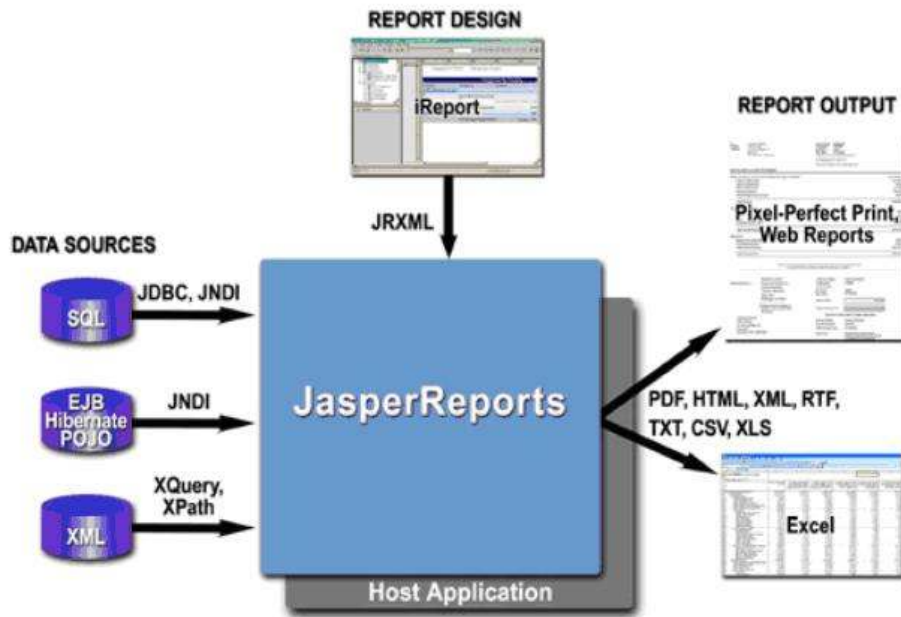 REPORT DESIGN
iReport
JRXML
REPORT OUTPUT
Pixel-Perfect Print,
Web Reports
DATA SOURCES
SQL
JDBC, JNDI
EJB
Hibernate
POJO
JNDI
XML
XQuery,
XPath
JasperReports
Host Application
PDF, HTML, XML, RTF,
TXT, CSV, XLS
Excel